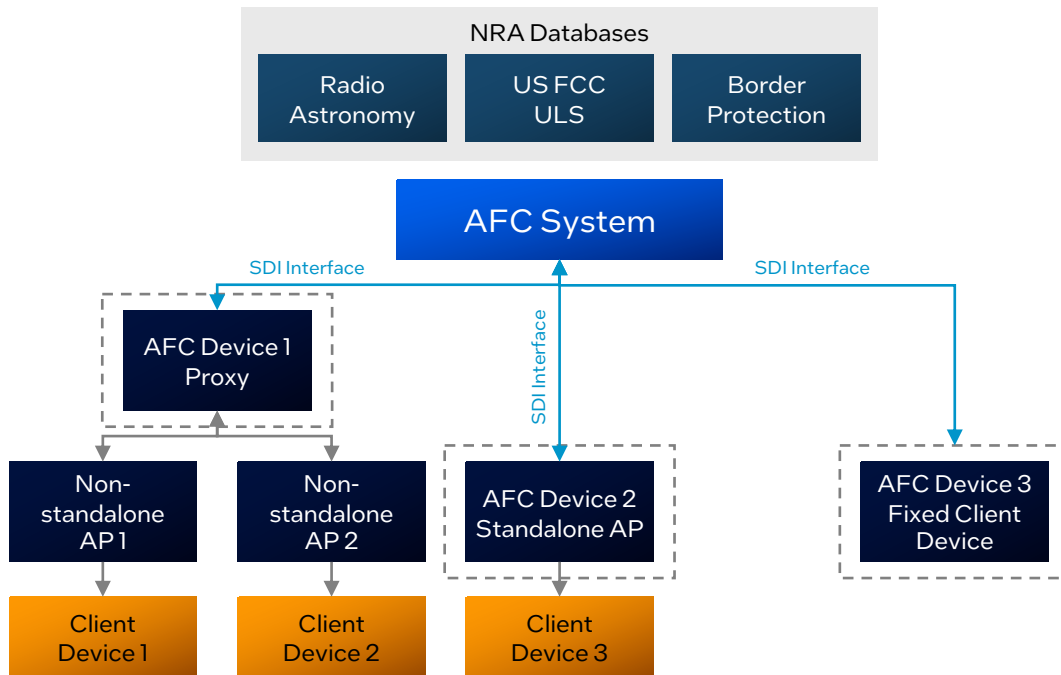 NRA Databases
Radio
Astronomy
US FCC
ULS
Border
Protection
AFC System
SDI Interface
SDI Interface
SDI Interface
AFC Device 1
Proxy
Non-
standalone
AP 1
Non-
standalone
AP 2
AFC Device 2
Standalone AP
AFC Device 3
Fixed Client
Device
Client
Device 1
Client
Device 2
Client
Device 3